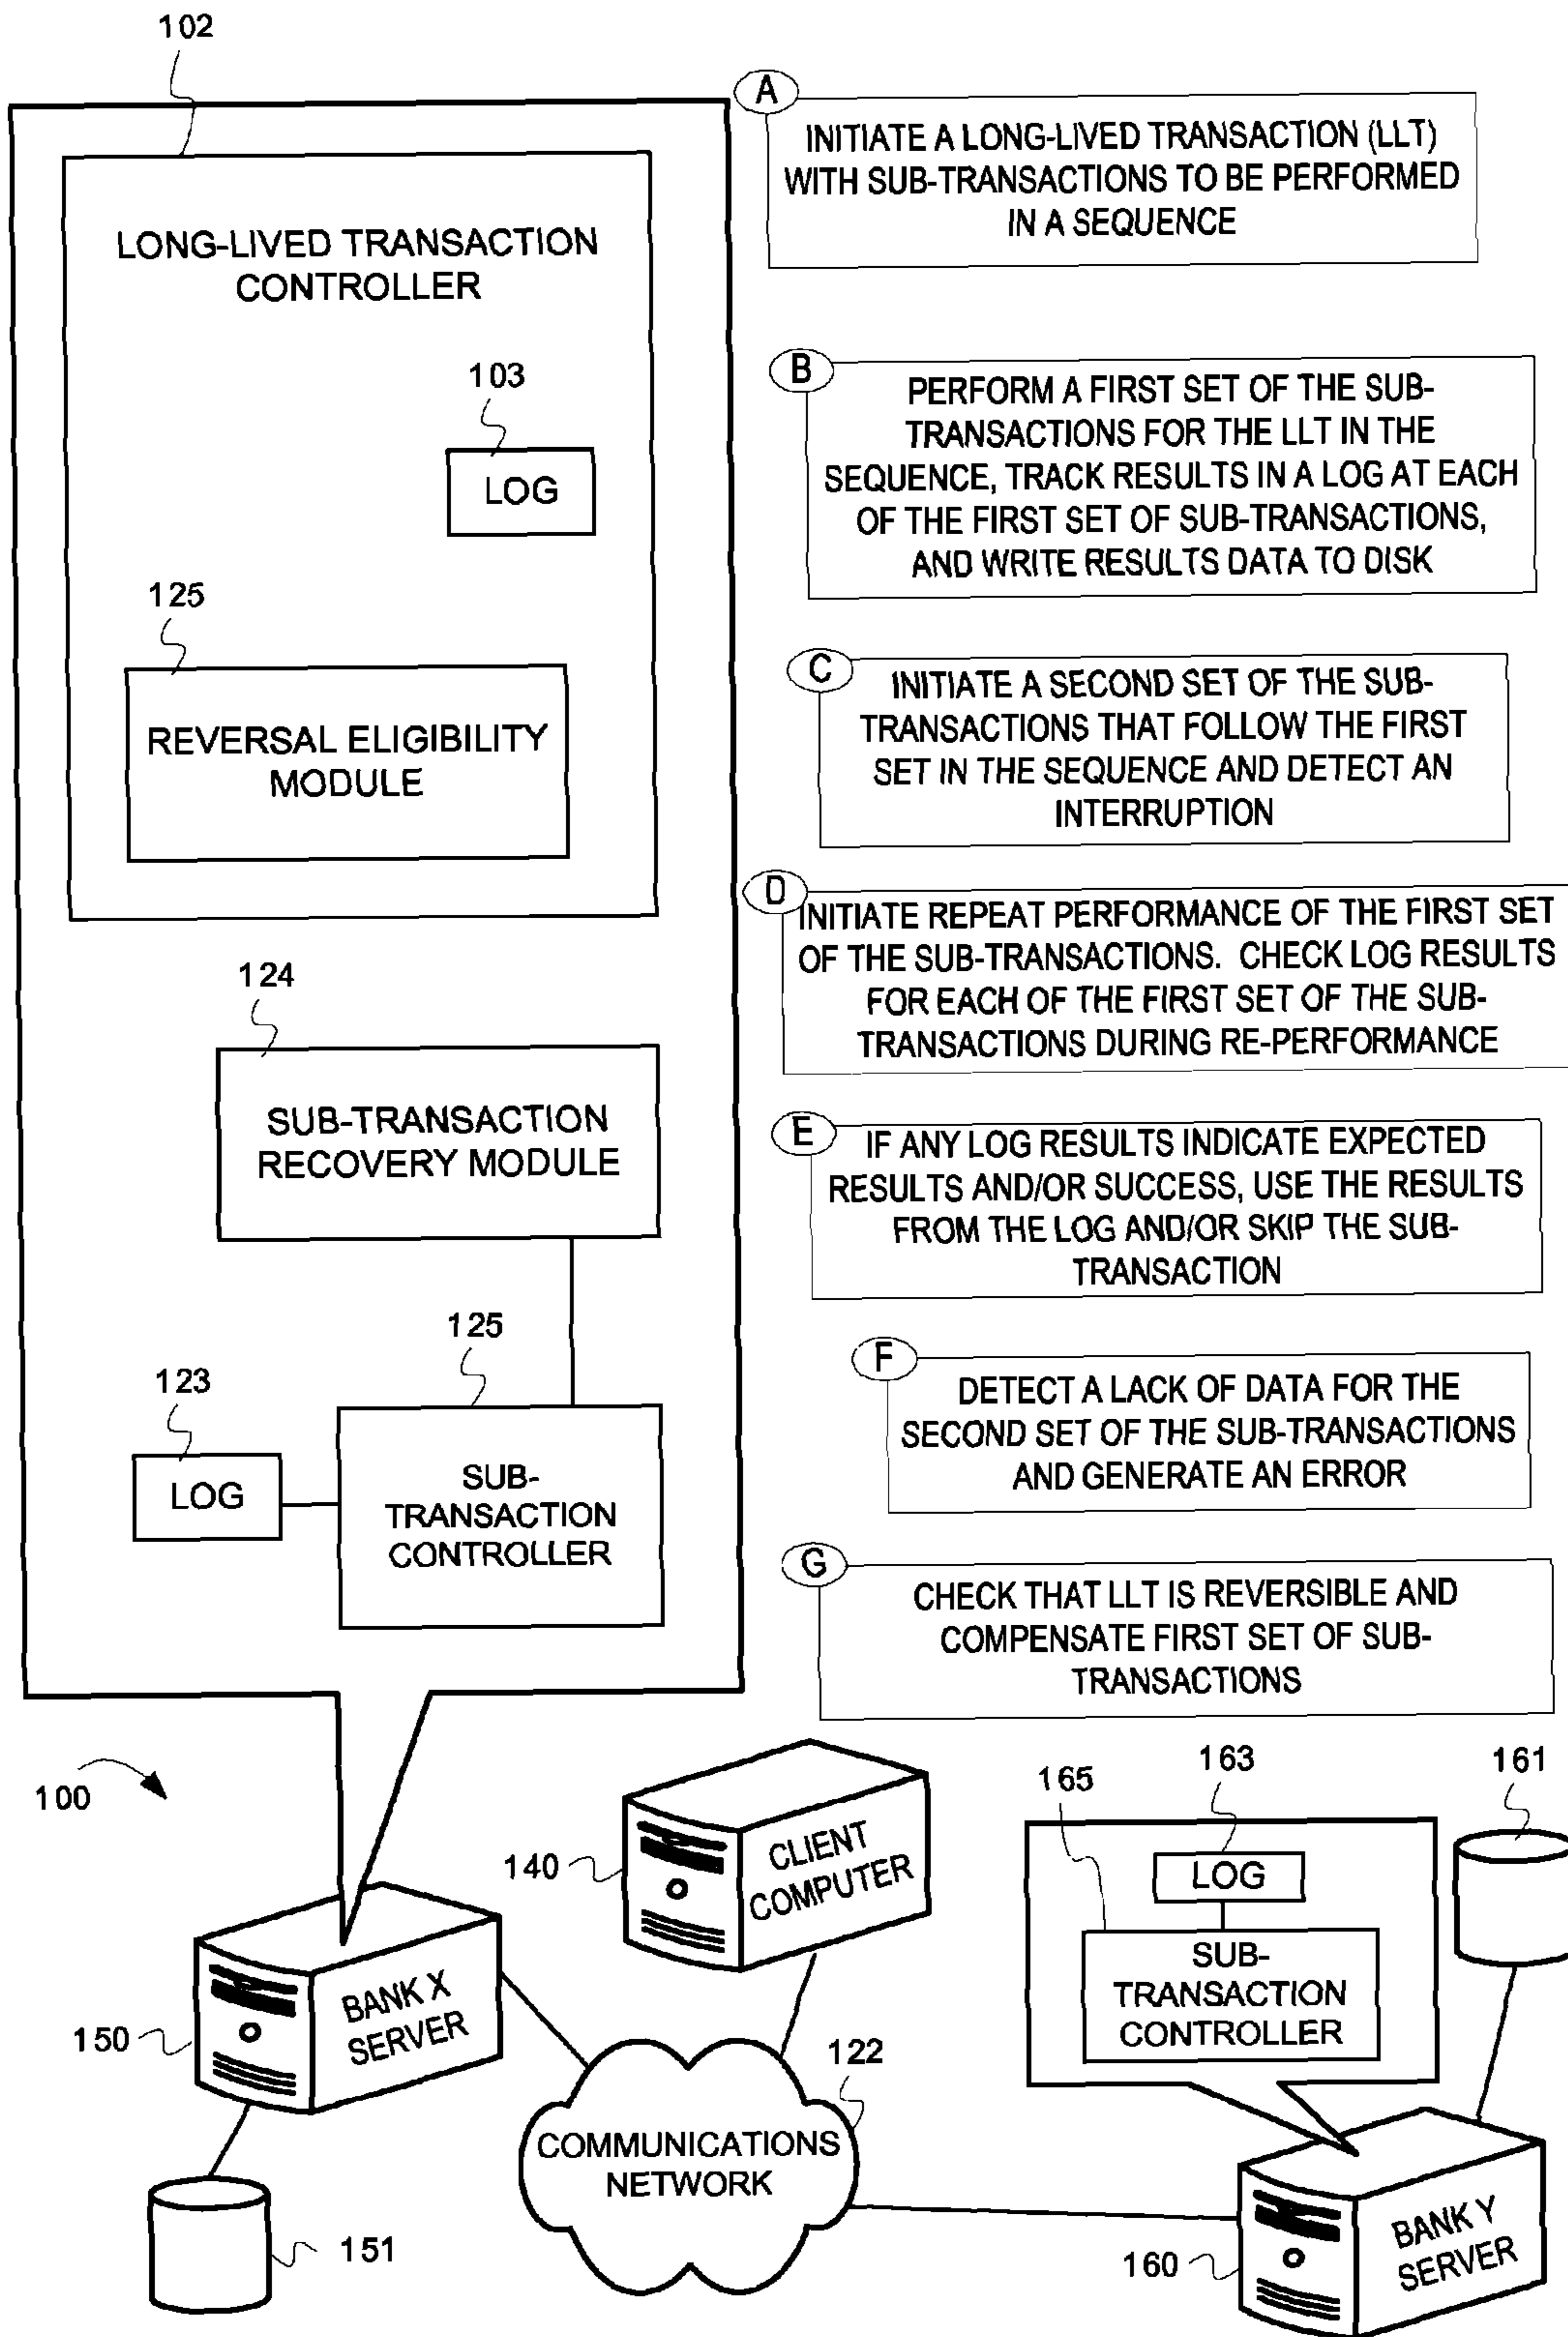 102
LONG-LIVED TRANSACTION
CONTROLLER
103
LOG
125
REVERSAL ELIGIBILITY
MODULE
124
SUB-TRANSACTION
RECOVERY MODULE
125
123
LOG
SUB-
TRANSACTION
CONTROLLER
A
INITIATE A LONG-LIVED TRANSACTION (LLT)
WITH SUB-TRANSACTIONS TO BE PERFORMED
IN A SEQUENCE
B
PERFORM A FIRST SET OF THE SUB-
TRANSACTIONS FOR THE LLT IN THE
SEQUENCE, TRACK RESULTS IN A LOG AT EACH
OF THE FIRST SET OF SUB-TRANSACTIONS,
AND WRITE RESULTS DATA TO DISK
C
INITIATE A SECOND SET OF THE SUB-
TRANSACTIONS THAT FOLLOW THE FIRST
SET IN THE SEQUENCE AND DETECT AN
INTERRUPTION
D
INITIATE REPEAT PERFORMANCE OF THE FIRST SET
OF THE SUB-TRANSACTIONS. CHECK LOG RESULTS
FOR EACH OF THE FIRST SET OF THE SUB-
TRANSACTIONS DURING RE-PERFORMANCE
E
IF ANY LOG RESULTS INDICATE EXPECTED
RESULTS AND/OR SUCCESS, USE THE RESULTS
FROM THE LOG AND/OR SKIP THE SUB-
TRANSACTION
F
DETECT A LACK OF DATA FOR THE
SECOND SET OF THE SUB-TRANSACTIONS
AND GENERATE AN ERROR
G
CHECK THAT LLT IS REVERSIBLE AND
COMPENSATE FIRST SET OF SUB-
TRANSACTIONS
100
140
CLIENT
COMPUTER
165
163
161
LOG
SUB-
TRANSACTION
CONTROLLER
150
BANK X
SERVER
122
COMMUNICATIONS
NETWORK
151
160
BANK Y
SERVER